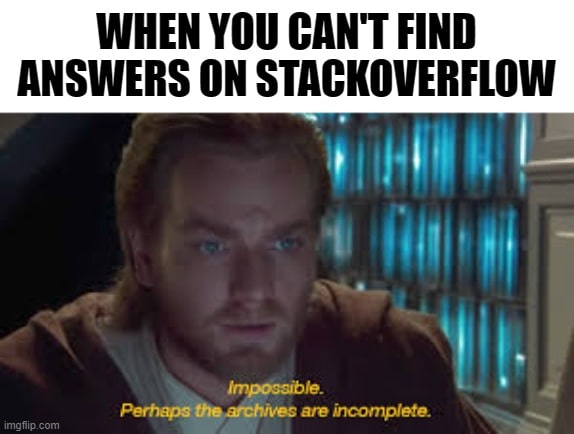 WHEN YOU CAN'T FIND
ANSWERS ON STACKOVERFLOW
Impossible.
Perhaps the archives are incomplete.
imgflip.com